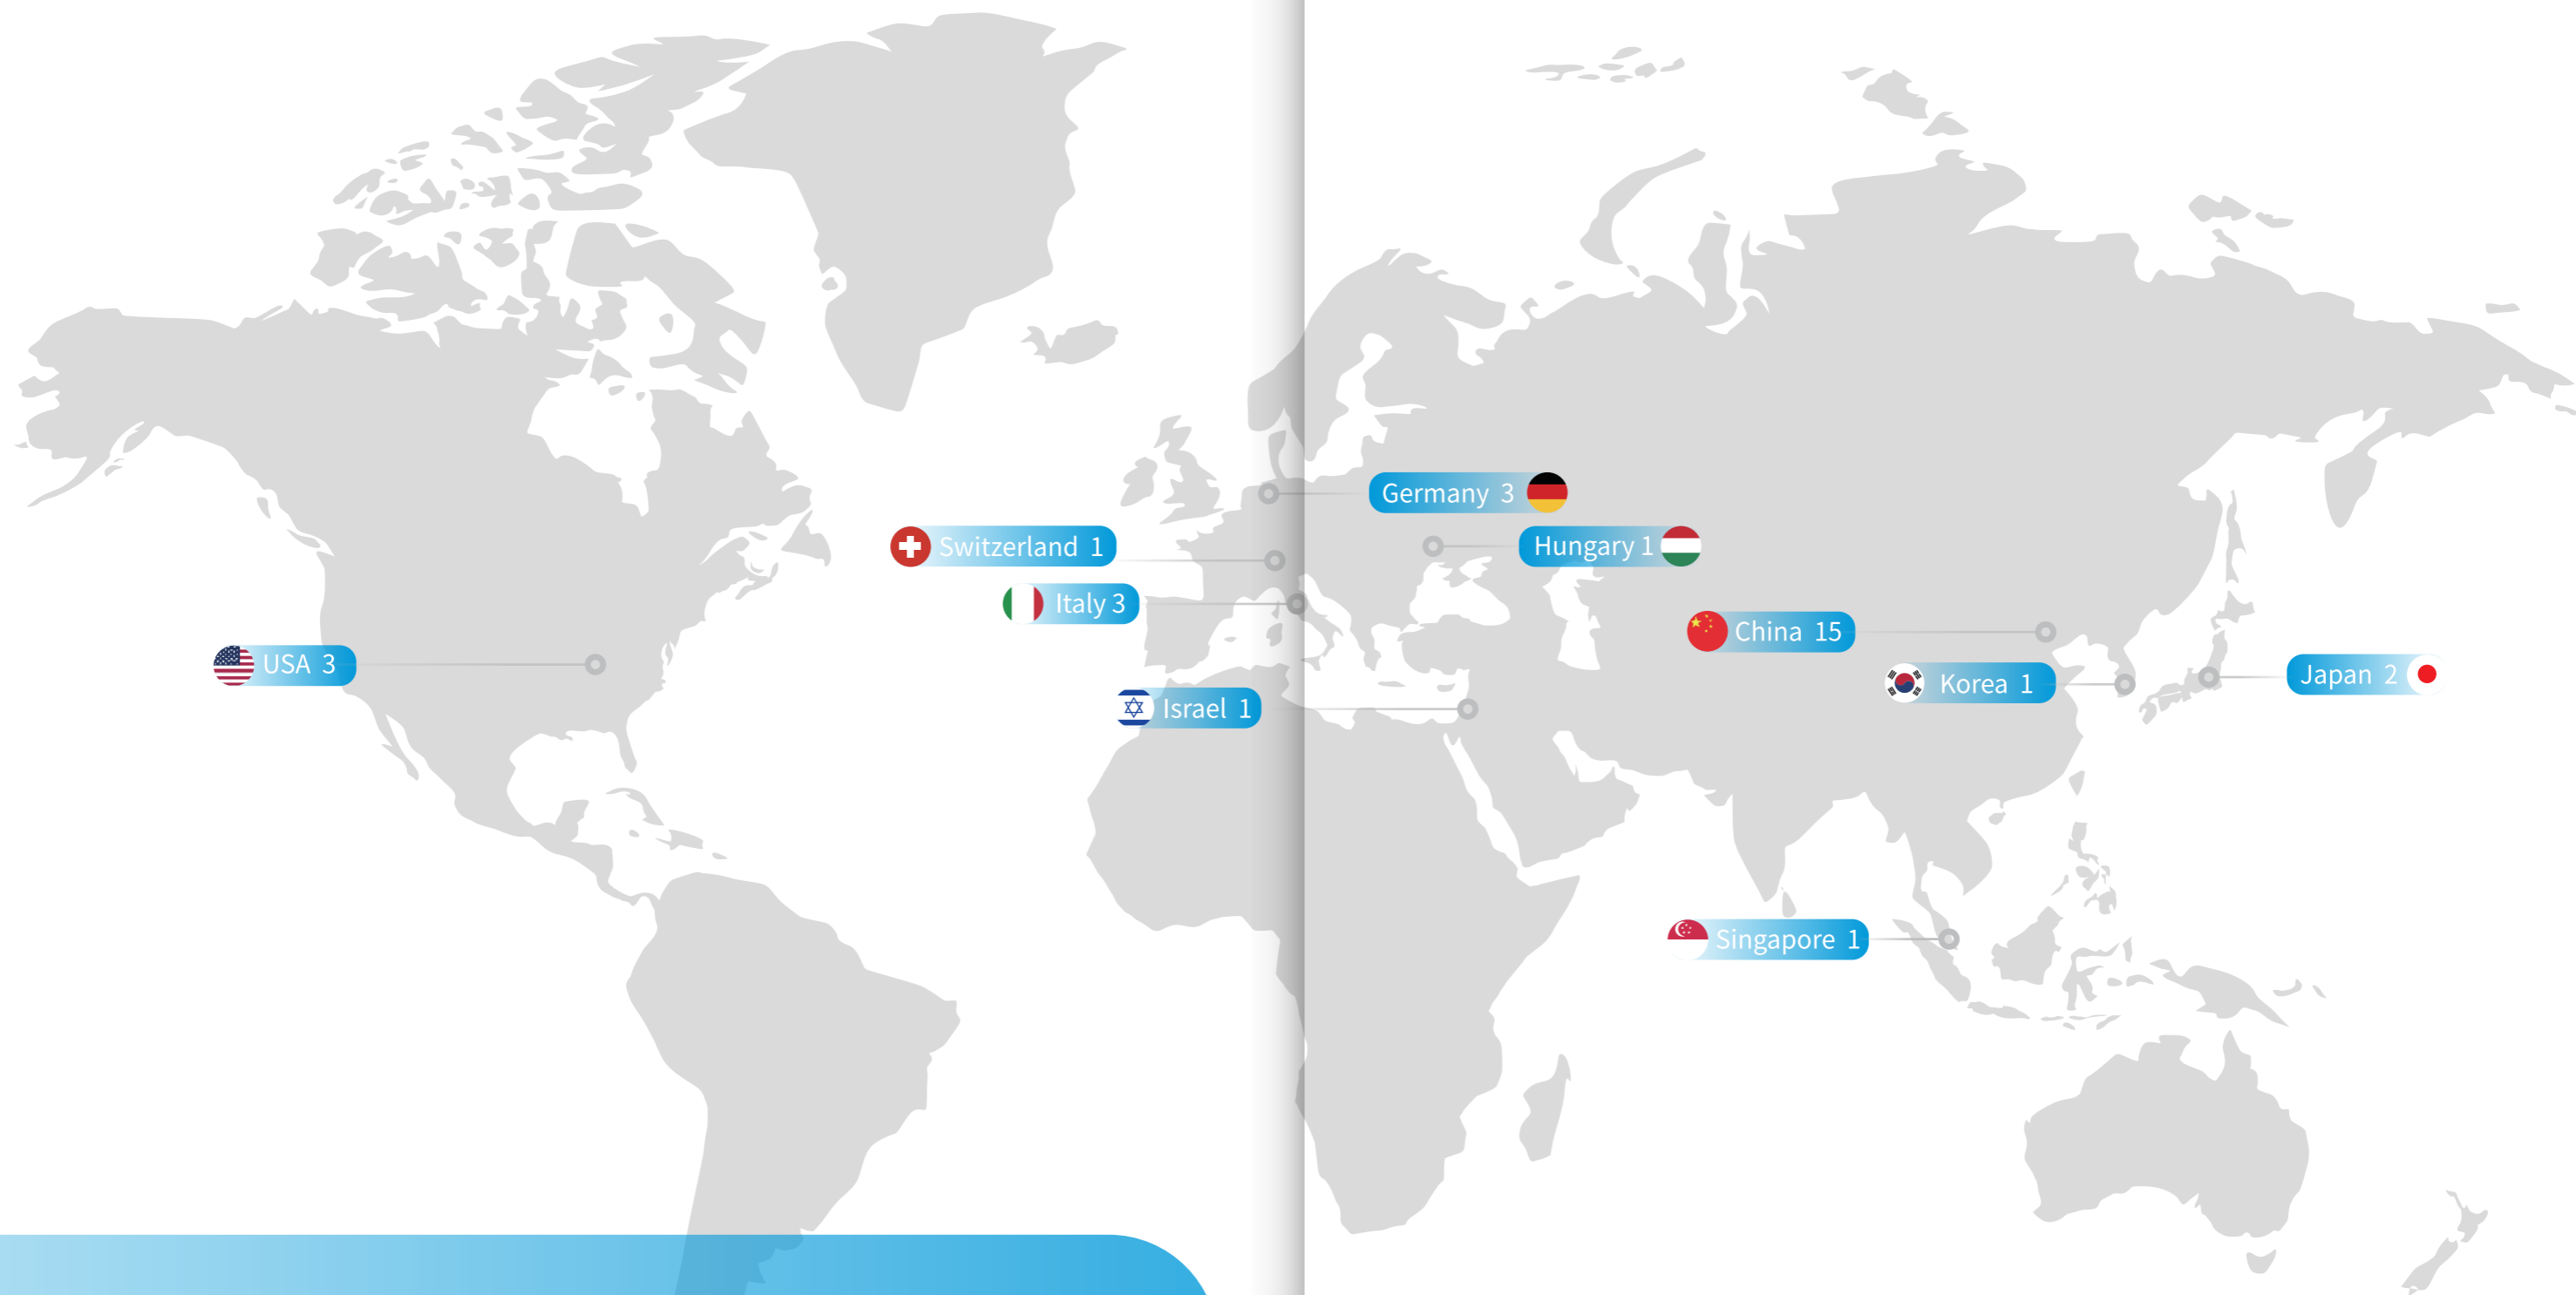 Germany 3
Switzerland 1
Hungary 1
Italy 3
China 15
USA 3
Korea 1
Japan 2
Israel 1
Singapore 1